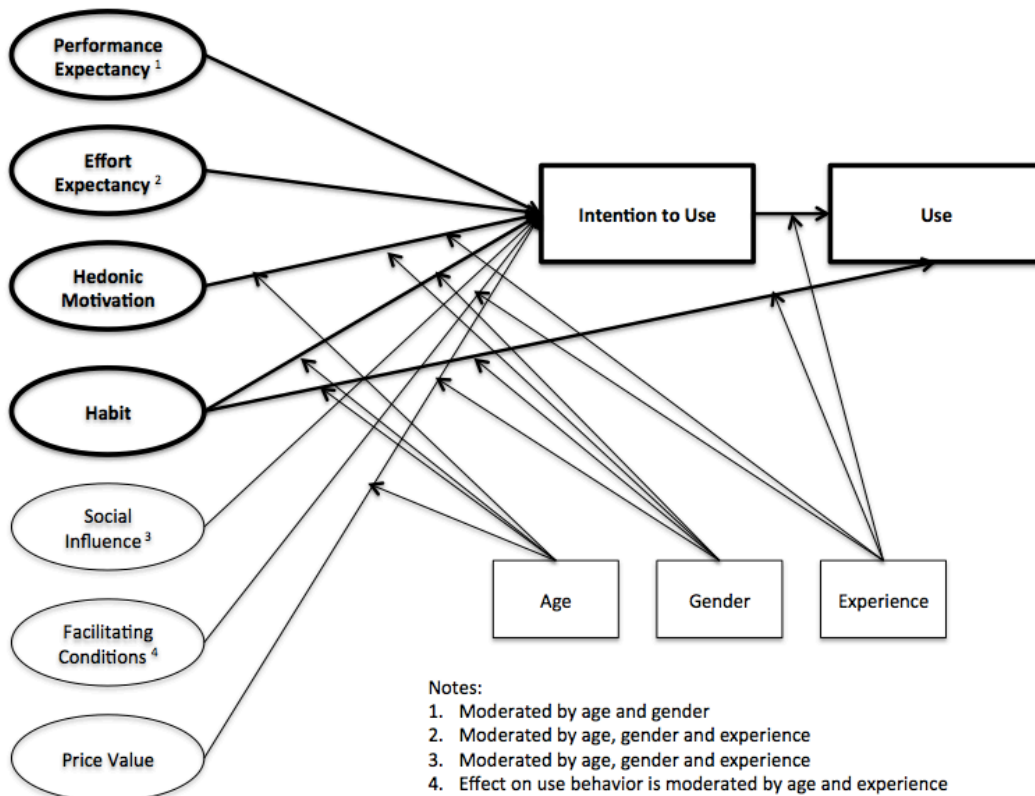 Performance
Expectancy 1
Effort
Expectancy 2
Intention to Use
Use
Hedonic
Motivation
Habit
Social
Influence 3
Age
Gender
Experience
Facilitating
Conditions 4
Price Value
Notes:
1. Moderated by age and gender
2. Moderated by age, gender and experience
3. Moderated by age, gender and experience
4. Effect on use behavior is moderated by age and experience